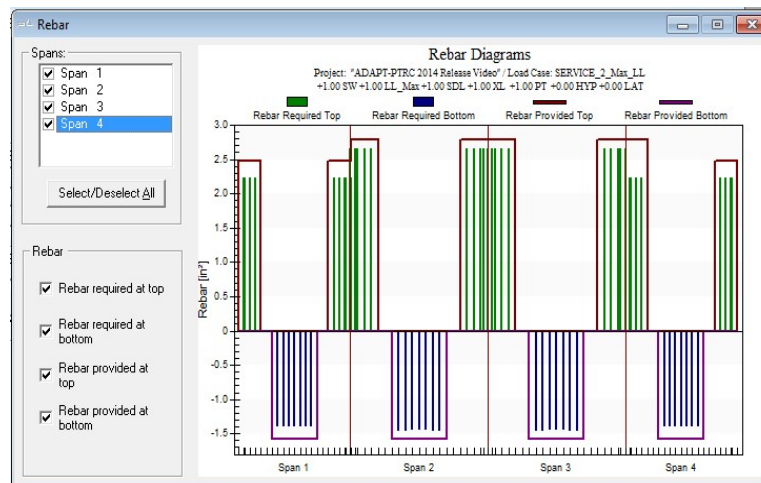 Rebar
Spans:
Span 1
Span 2
Span 3
Span 4
Select/Deselect All
Rebar
Rebar required at top
Rebar required at
bottom
Rebar provided at
top
Rebar provided at
bottom
Rebar Diagrams
Project: "ADAPT-PTRC 2014 Release Video" / Load Case: SERVICE_2_Max_LL
+1.00 SW +1.00 LL_Max +1.00 SDL +1.00 XL +1.00 PT +0.00 HYP +0.00 LAT
Rebar Required Top Rebar Required Bottom Rebar Provided Top Rebar Provided Bottom
Rebar [in²]
3.0
2.5
2.0
1.5
1.0
0.5
0
-0.5
-1.0
-1.5
Span 1 Span 2 Span 3 Span 4